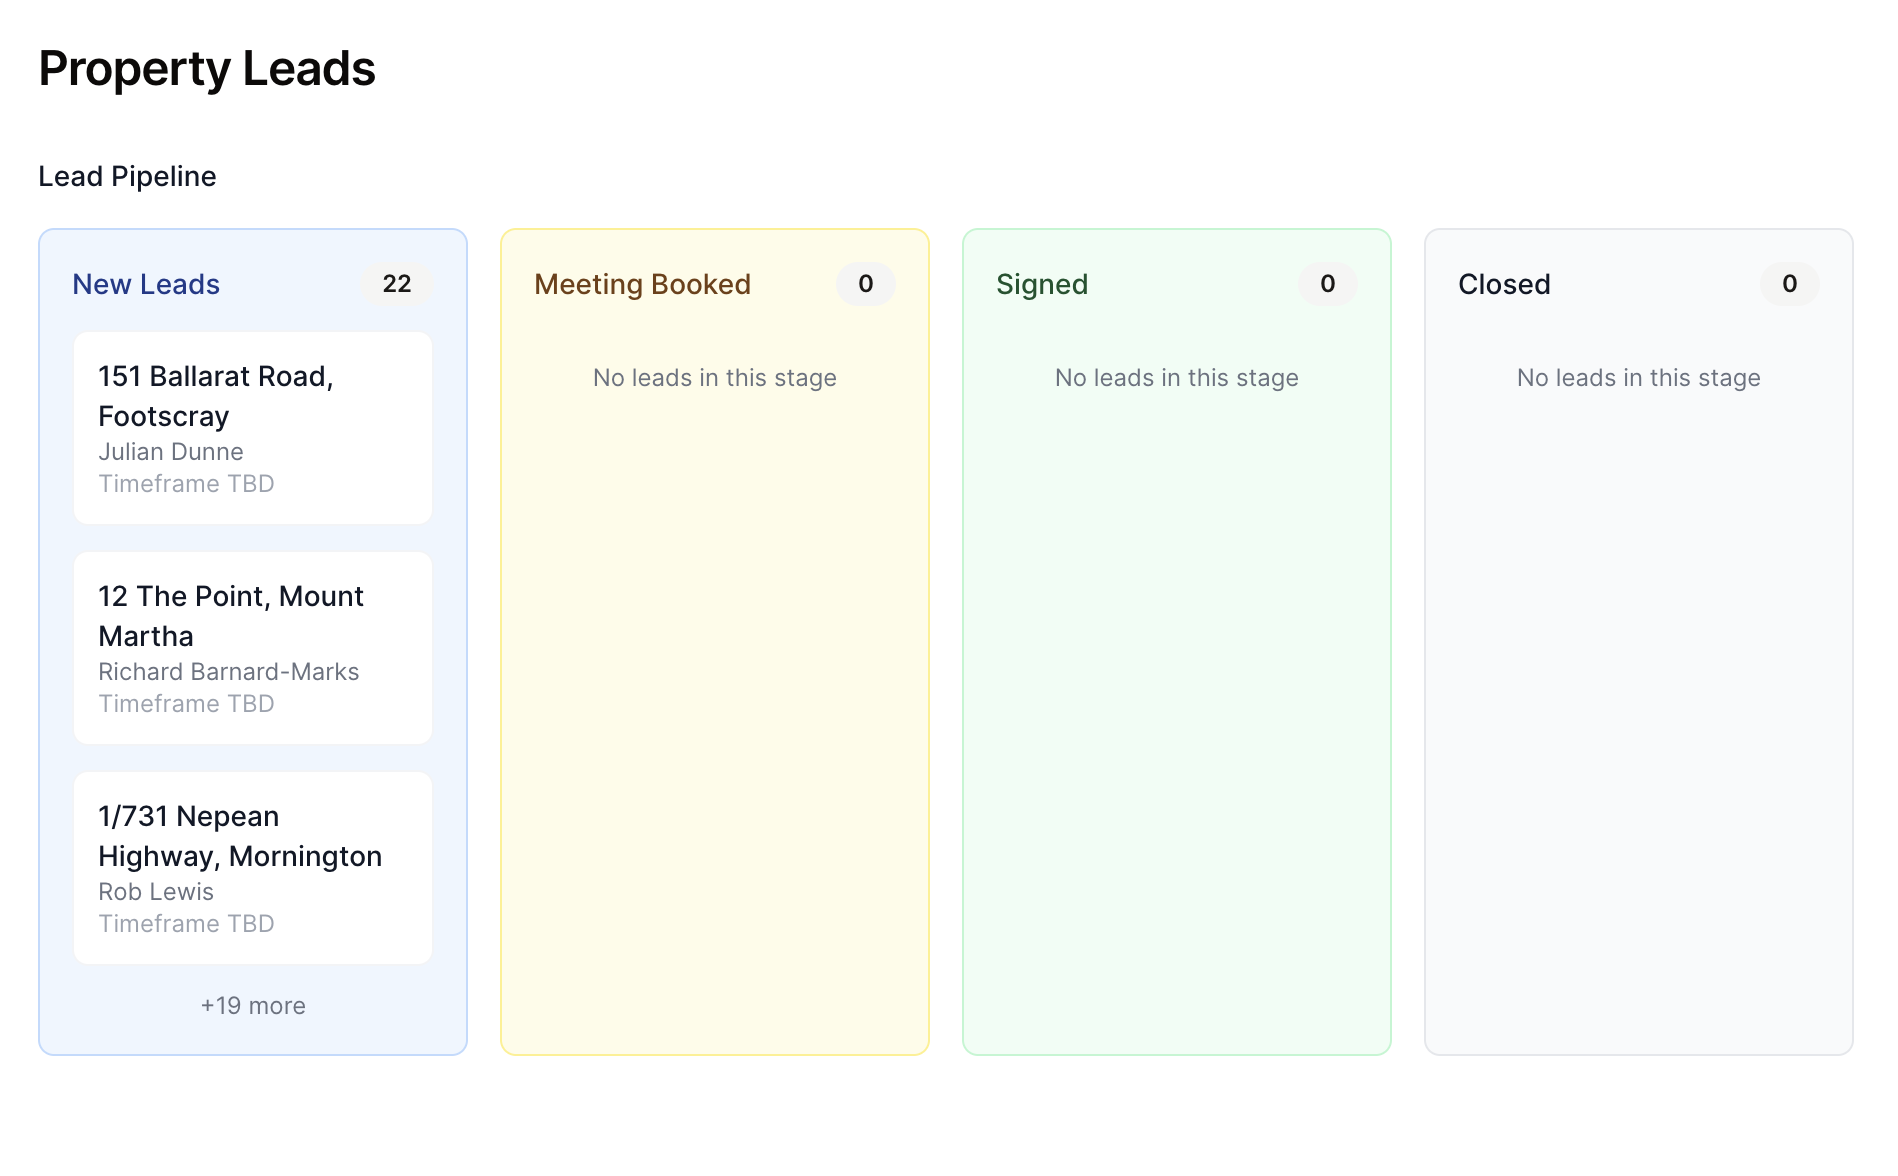 Property Leads
Lead Pipeline
New Leads 22
151 Ballarat Road,
Footscray
Julian Dunne
Timeframe TBD
12 The Point, Mount
Martha
Richard Barnard-Marks
Timeframe TBD
1/731 Nepean
Highway, Mornington
Rob Lewis
Timeframe TBD
+19 more
Meeting Booked 0
No leads in this stage
Signed 0
No leads in this stage
Closed 0
No leads in this stage